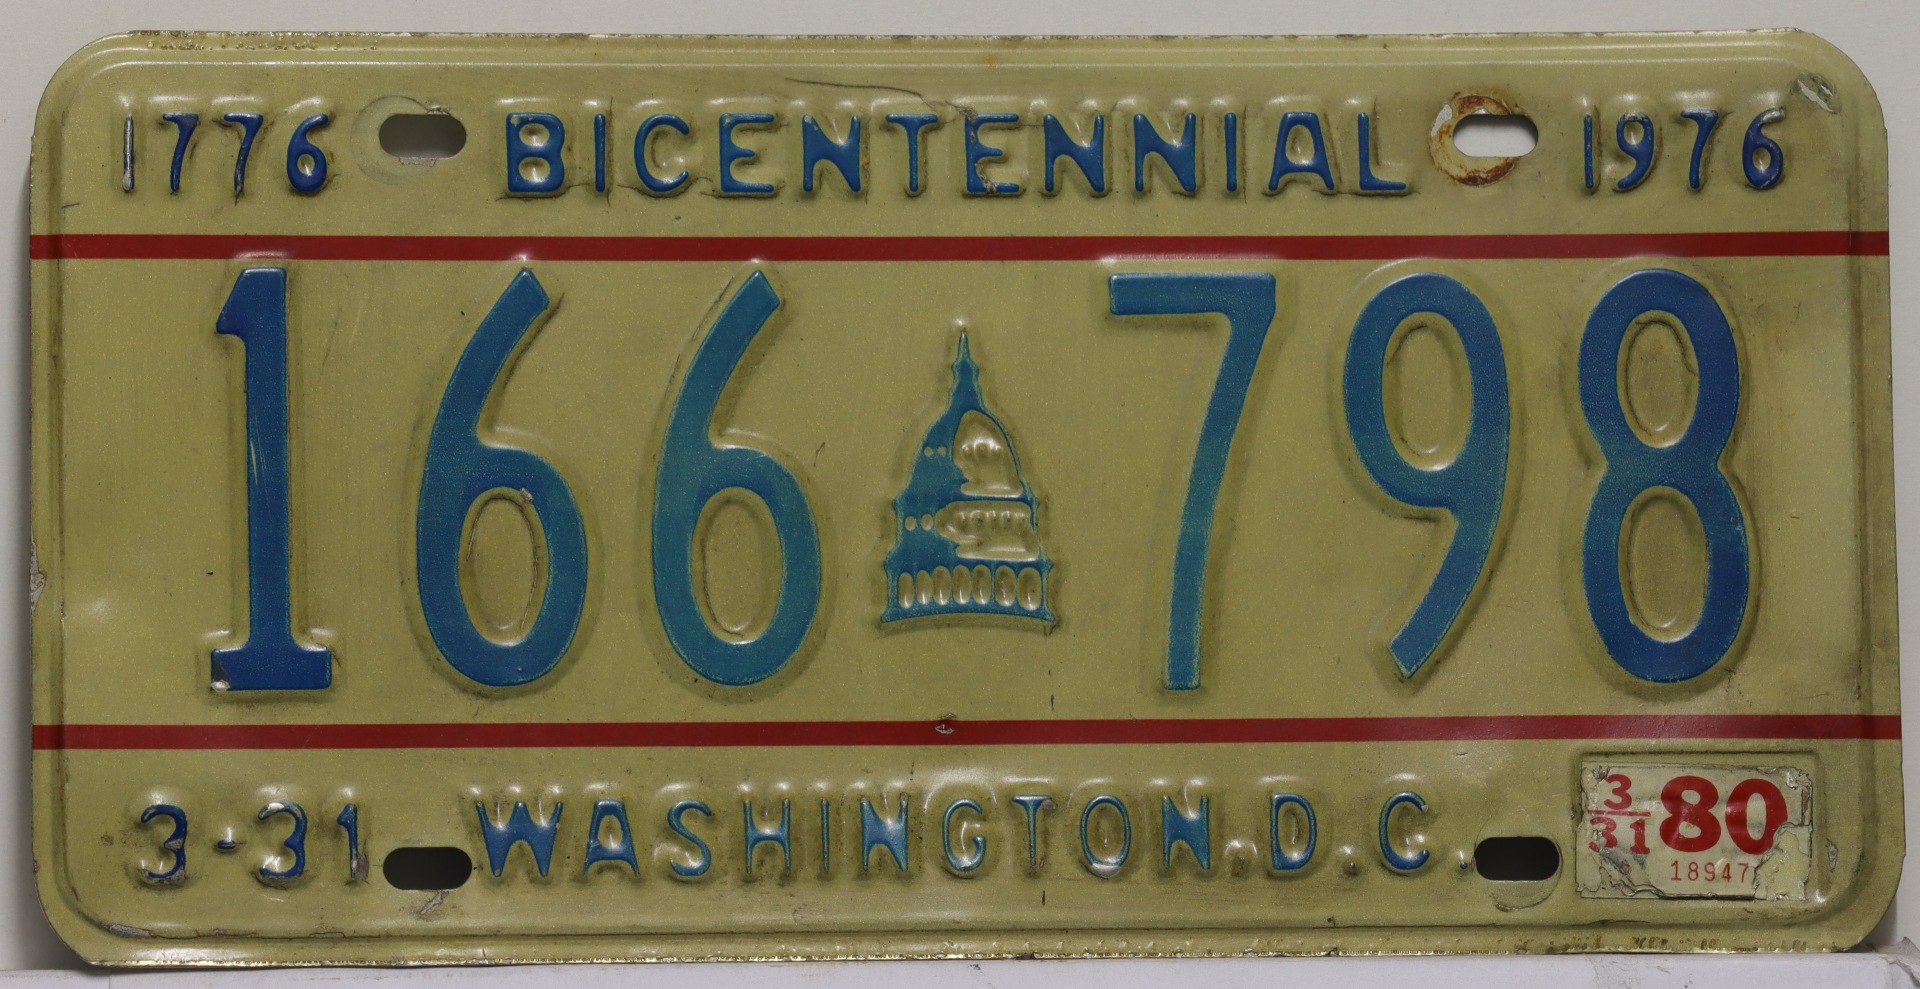 1776 BICENTENNIAL 1976
166 798
3-31 WASHINGTON, D.C.
3
31 80
18947